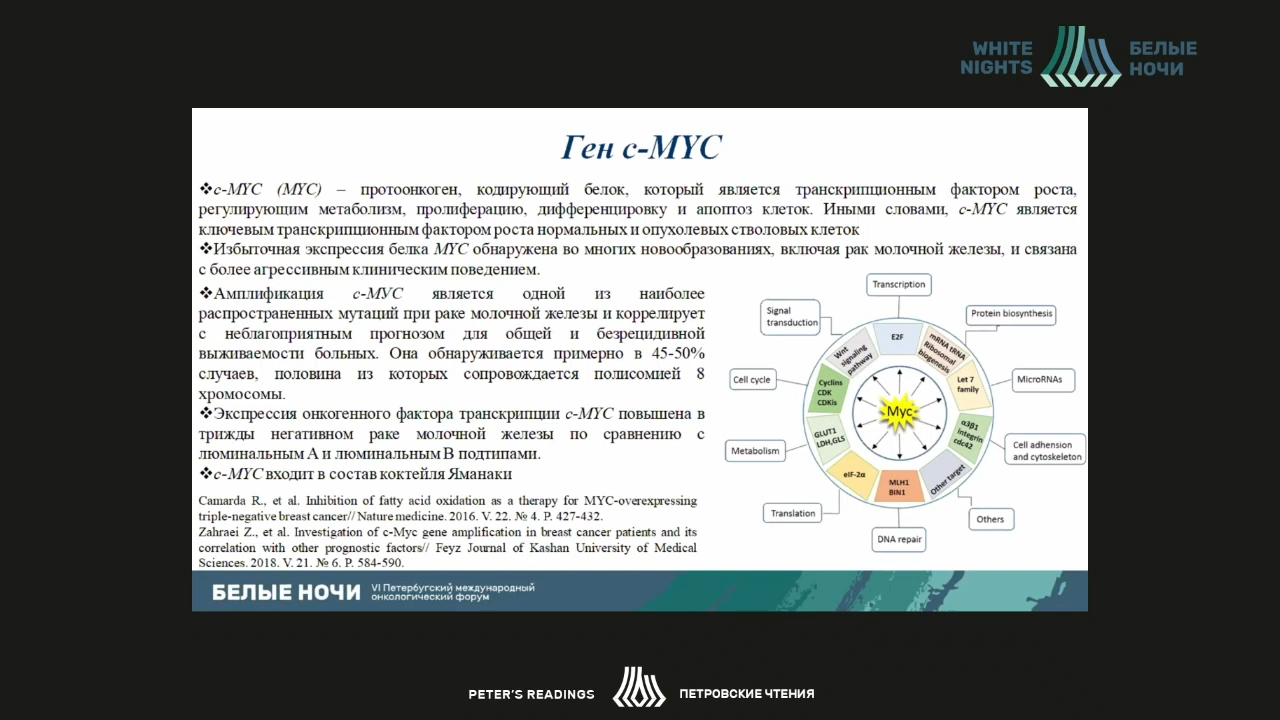 WHITE
NIGHTS
БЕЛЫЕ
НОЧИ
Ген c-MYC
❖c-MYC (MYC) – протоонкоген, кодирующий белок, который является транскрипционным фактором роста,
регулирующим метаболизм, пролиферацию, дифференцировку и апоптоз клеток. Иными словами, c-MYC является
ключевым транскрипционным фактором роста нормальных и опухолевых стволовых клеток
❖Избыточная экспрессия белка MYC обнаружена во многих новообразованиях, включая рак молочной железы, и связана
с более агрессивным клиническим поведением.
❖Амплификация c-МУС является одной из наиболее
распространенных мутаций при раке молочной железы и коррелирует
с неблагоприятным прогнозом для общей и безрецидивной
выживаемости больных. Она обнаруживается примерно в 45-50%
случаев, половина из которых сопровождается полисомией 8
хромосомы.
❖Экспрессия онкогенного фактора транскрипции c-MYC повышена в
трижды негативном раке молочной железы по сравнению с
люминальным А и люминальным В подтипами.
❖c-MYC входит в состав коктейля Яманаки
Camarda R., et al. Inhibition of fatty acid oxidation as a therapy for MYC-overexpressing
triple-negative breast cancer// Nature medicine. 2016. V. 22. № 4. P. 427-432.
Zahraei Z., et al. Investigation of c-Myc gene amplification in breast cancer patients and its
correlation with other prognostic factors// Feyz Journal of Kashan University of Medical
Sciences. 2018. V. 21. № 6. P. 584-590.
Transcription
Signal
transduction
Protein biosynthesis
E2F
Wnt
signaling
pathway
mRNA tRNA
Ribosomal
biogenesis
Cell cycle
Cyclins
CDK
CDKis
Let 7
family
MicroRNAs
Myc
GLUT1
LDH,GLS
α3β1
integrin
cdc42
Metabolism
Cell adhension
and cytoskeleton
eIF-2α
MLH1
BIN1
Other target
Translation
Others
DNA repair
БЕЛЫЕ НОЧИ
VI Петербугский международный
онкологический форум
PETER'S READINGS
ПЕТРОВСКИЕ ЧТЕНИЯ